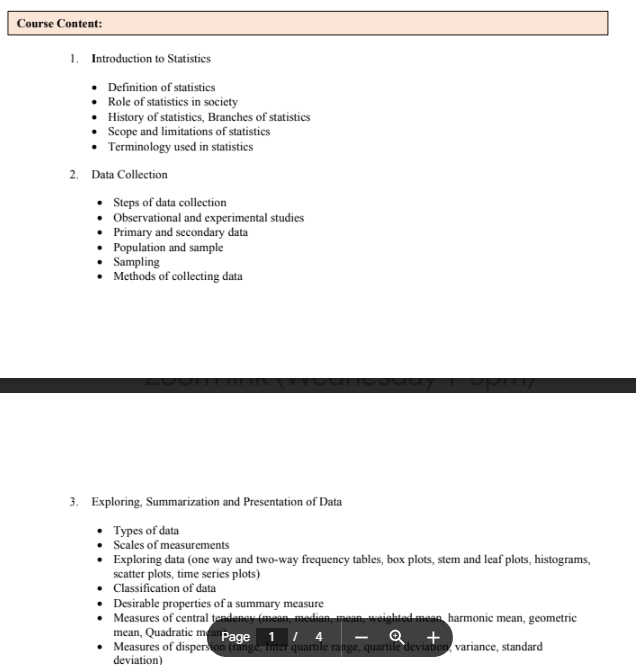 Course Content:
1. Introduction to Statistics
• Definition of statistics
• Role of statistics in society
• History of statistics, Branches of statistics
• Scope and limitations of statistics
• Terminology used in statistics
2. Data Collection
• Steps of data collection
• Observational and experimental studies
• Primary and secondary data
• Population and sample
• Sampling
• Methods of collecting data
3. Exploring, Summarization and Presentation of Data
• Types of data
• Scales of measurements
• Exploring data (one way and two-way frequency tables, box plots, stem and leaf plots, histograms,
scatter plots, time series plots)
• Classification of data
• Desirable properties of a summary measure
• Measures of central tendency (mean, median, mean, weighted mean, harmonic mean, geometric
mean, Quadratic
Page 1 / 4
• Measures of dispersion (range, Inter quartile range, quartile deviation, variance, standard
deviation)